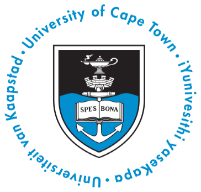 University of Cape Town · iYunivesithi yaseKapa · Universiteit van Kaapstad ·
SPES BONA